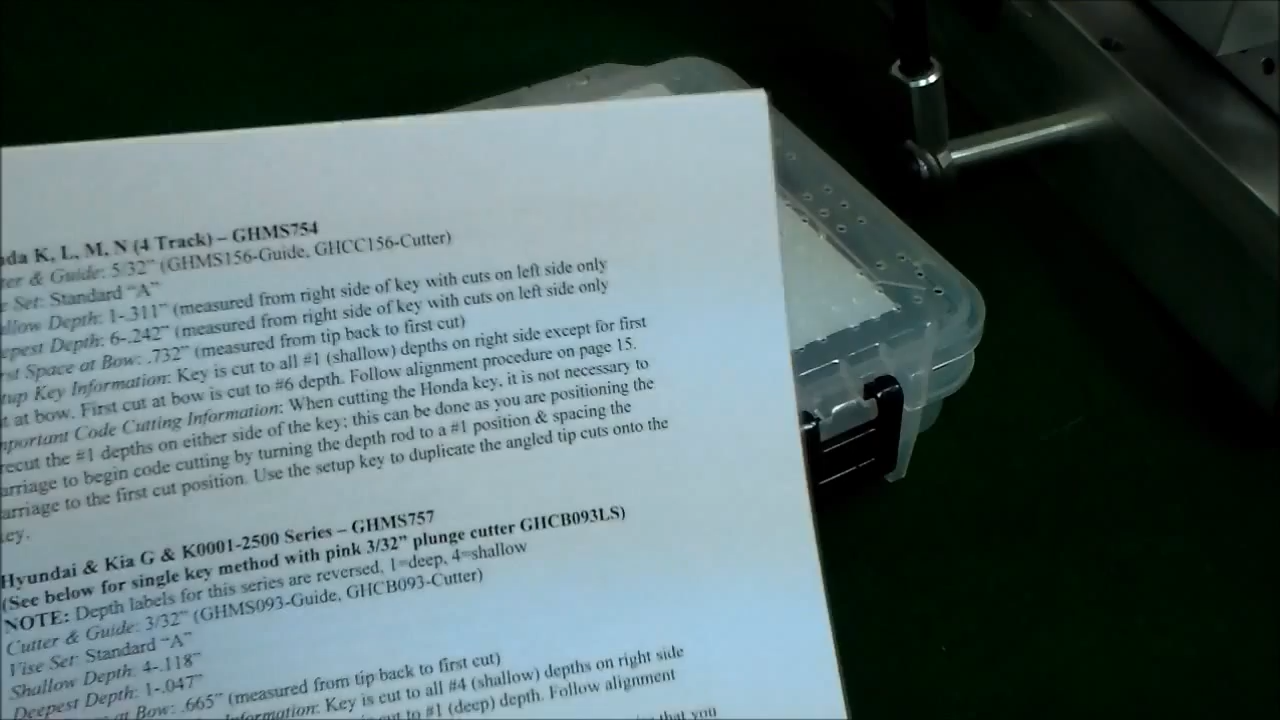 nda K, L, M, N (4 Track) – GHMS754
ter & Guide: 5/32" (GHMS156-Guide, GHCC156-Cutter)
e Set: Standard "A"
llow Depth: 1-.311" (measured from right side of key with cuts on left side only
epest Depth: 6-.242" (measured from right side of key with cuts on left side only
st Space at Bow: .732" (measured from tip back to first cut)
tup Key Information: Key is cut to all #1 (shallow) depths on right side except for first
t at bow. First cut at bow is cut to #6 depth. Follow alignment procedure on page 15.
mportant Code Cutting Information: When cutting the Honda key, it is not necessary to
recut the #1 depths on either side of the key; this can be done as you are positioning the
arriage to begin code cutting by turning the depth rod to a #1 position & spacing the
arriage to the first cut position. Use the setup key to duplicate the angled tip cuts onto the
key.
Hyundai & Kia G & K0001-2500 Series – GHMS757
(See below for single key method with pink 3/32" plunge cutter GHCB093LS)
NOTE: Depth labels for this series are reversed, 1=deep, 4=shallow
Cutter & Guide: 3/32" (GHMS093-Guide, GHCB093-Cutter)
Vise Set: Standard "A"
Shallow Depth: 4-.118"
Deepest Depth: 1-.047"
at Bow: .665" (measured from tip back to first cut)
Information: Key is cut to all #4 (shallow) depths on right side
cut to #1 (deep) depth. Follow alignment
that you